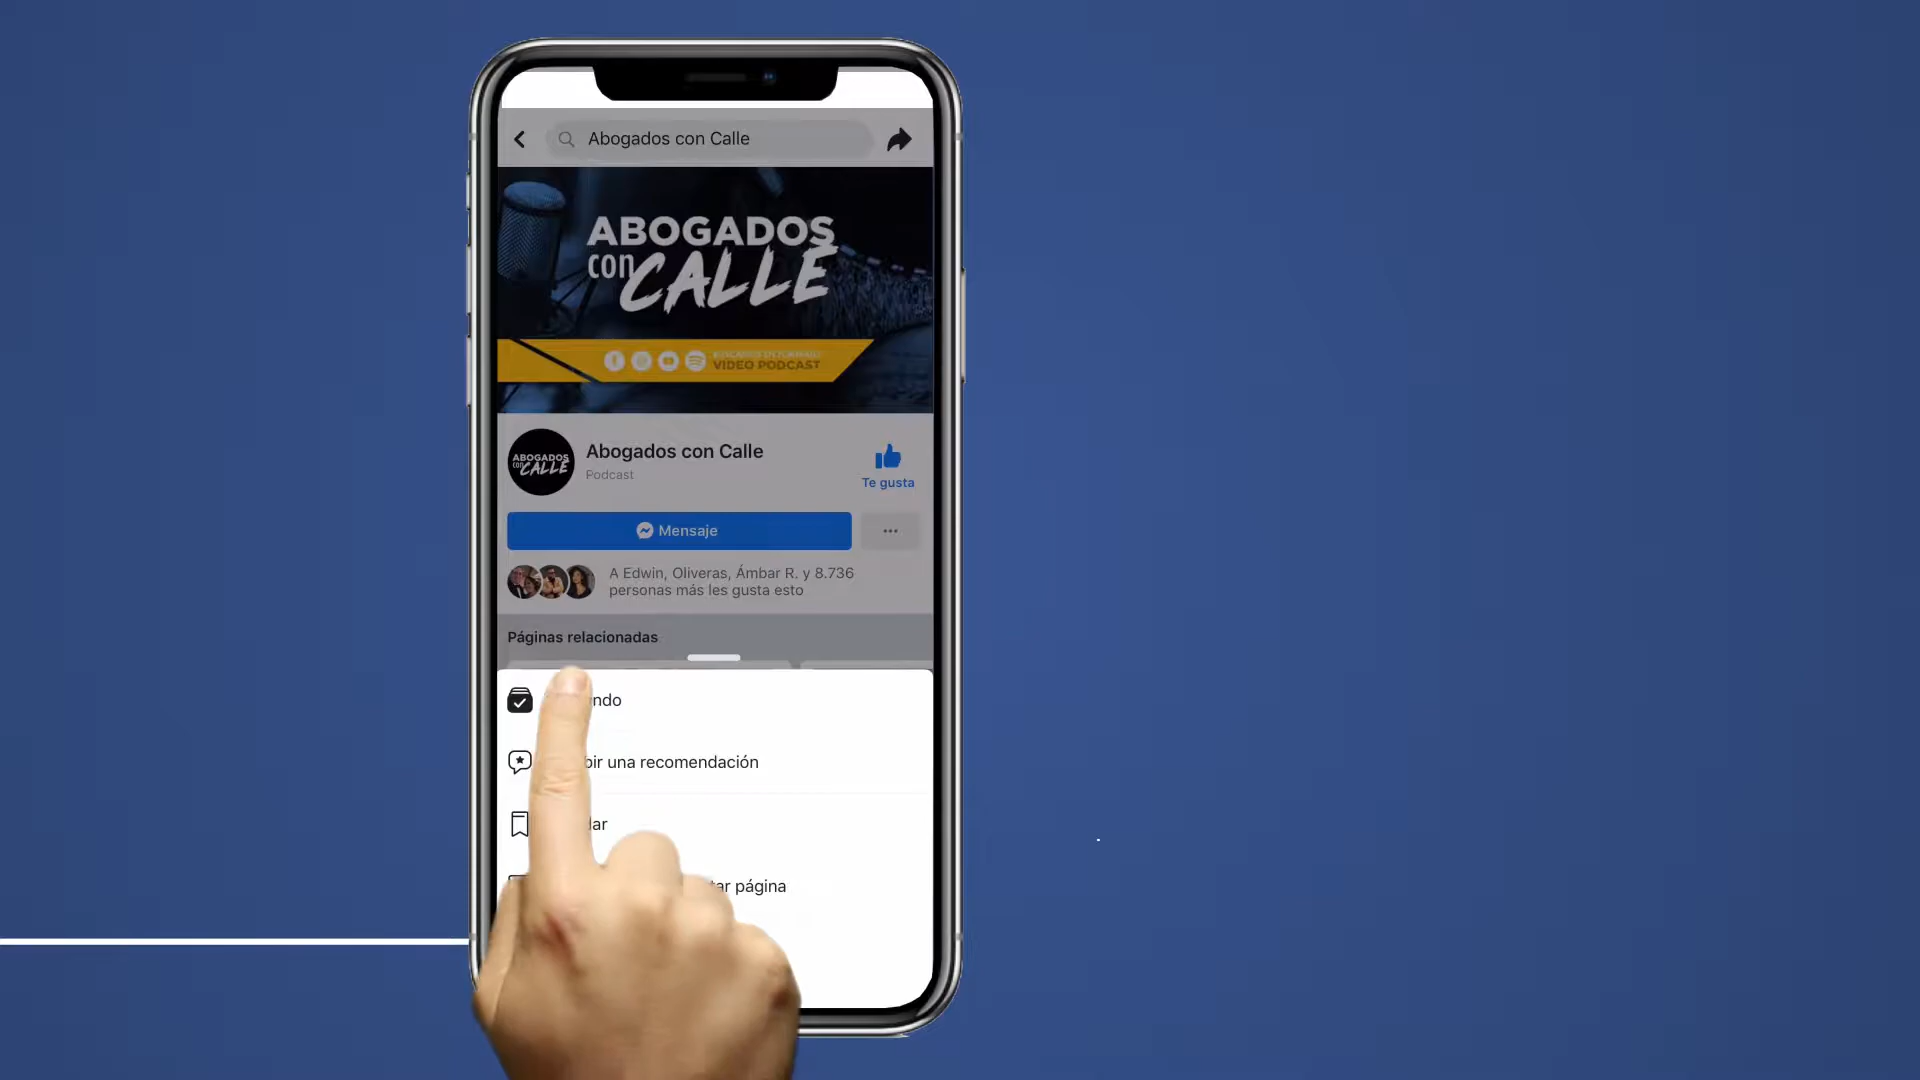 Abogados con Calle
ABOGADOS
con CALLE
VIDEO PODCAST
ABOGADOS
con CALLE
Abogados con Calle
Podcast
Te gusta
Mensaje
A Edwin, Oliveras, Ámbar R. y 8.736
personas más les gusta esto
Páginas relacionadas
ndo
bir una recomendación
lar
tar página